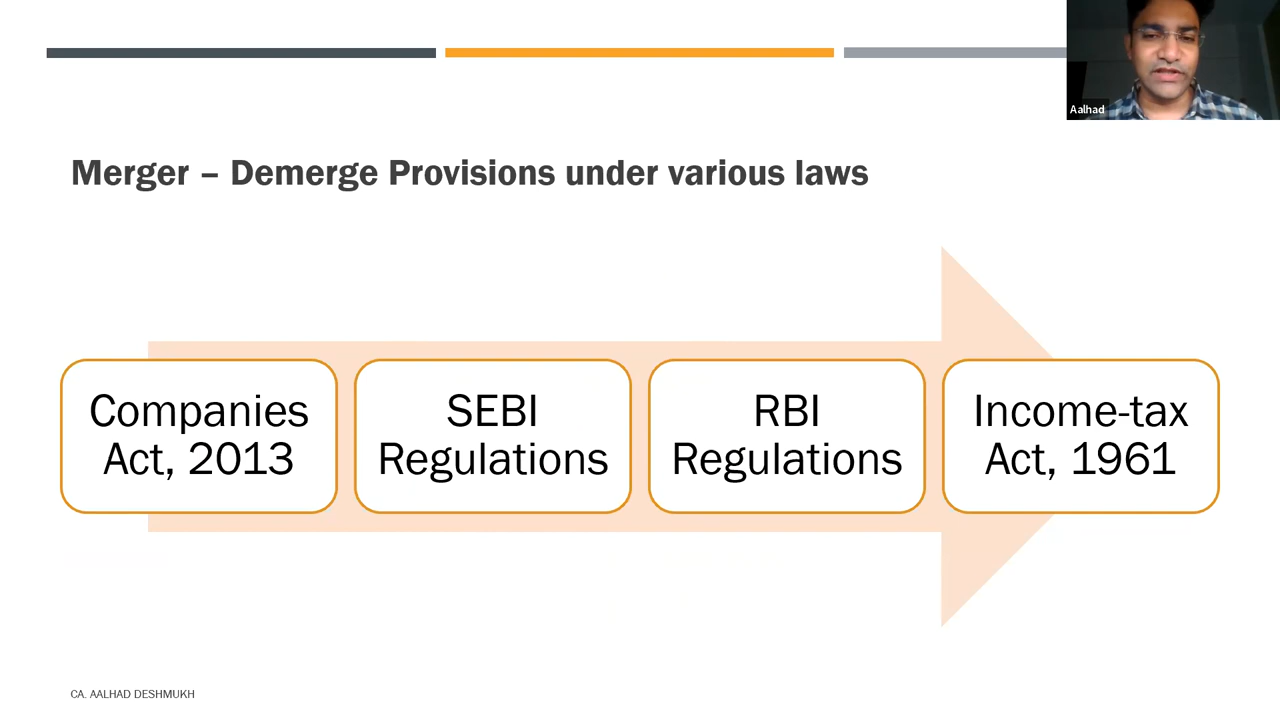 Aalhad
Merger – Demerge Provisions under various laws
Companies
Act, 2013
SEBI
Regulations
RBI
Regulations
Income-tax
Act, 1961
CA. AALHAD DESHMUKH